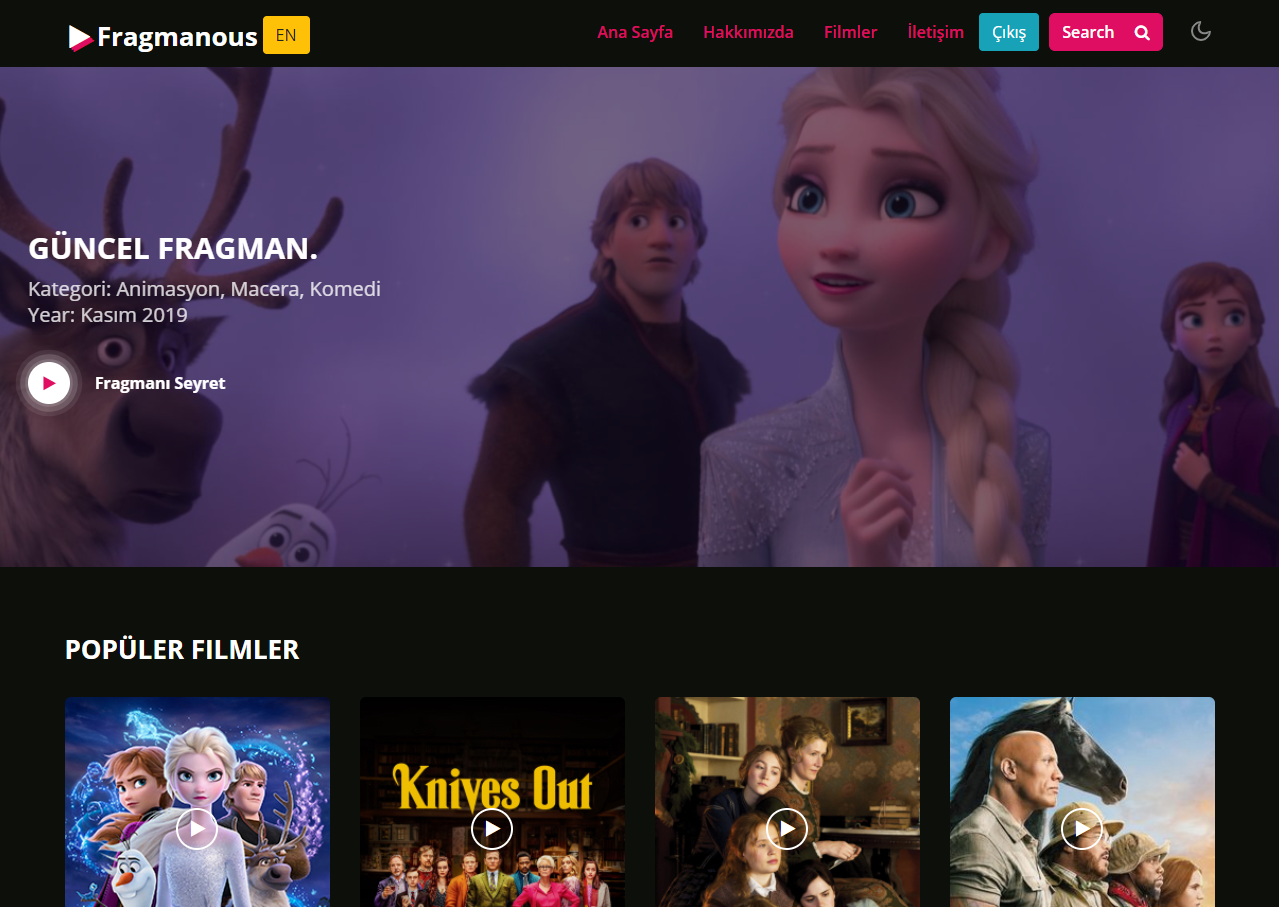 Fragmanous EN Ana Sayfa Hakkımızda Filmler İletişim Çıkış Search
GÜNCEL FRAGMAN.
Kategori: Animasyon, Macera, Komedi
Year: Kasım 2019
Fragmanı Seyret
POPÜLER FILMLER
Knives Out